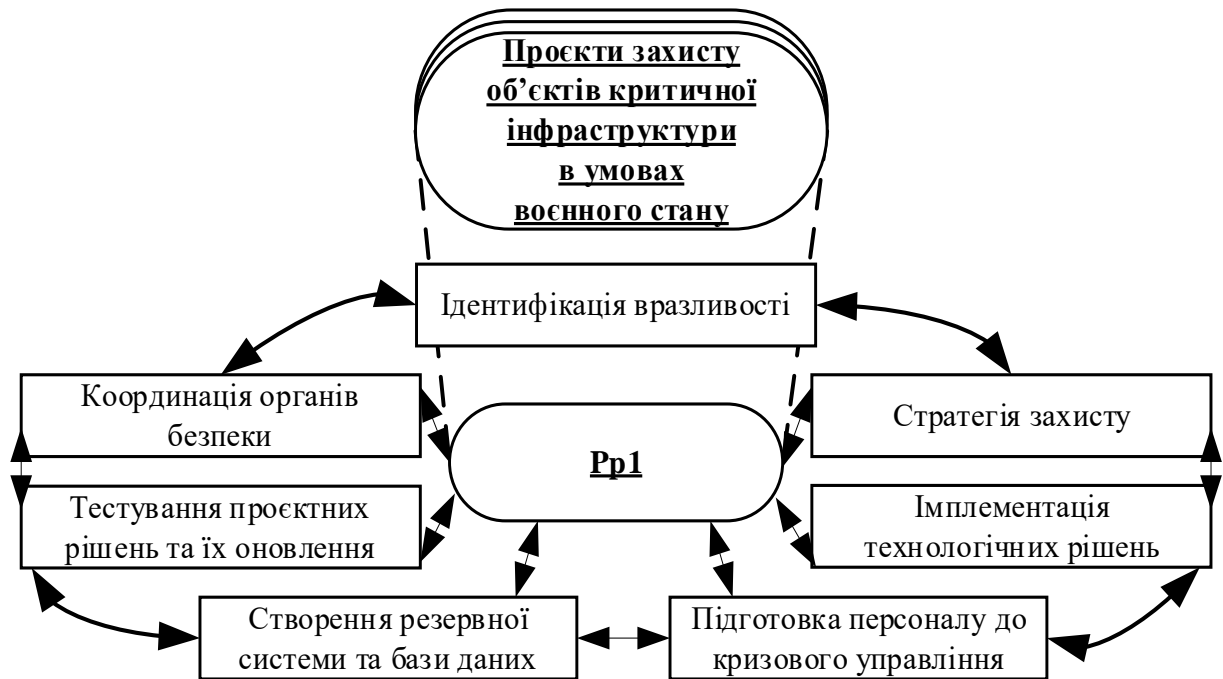 Проєкти захисту
об’єктів критичної
інфраструктури
в умовах
воєнного стану
Ідентифікація вразливості
Координація органів
безпеки
Стратегія захисту
Pp1
Тестування проєктних
рішень та їх оновлення
Імплементація
технологічних рішень
Створення резервної
системи та бази даних
Підготовка персоналу до
кризового управління